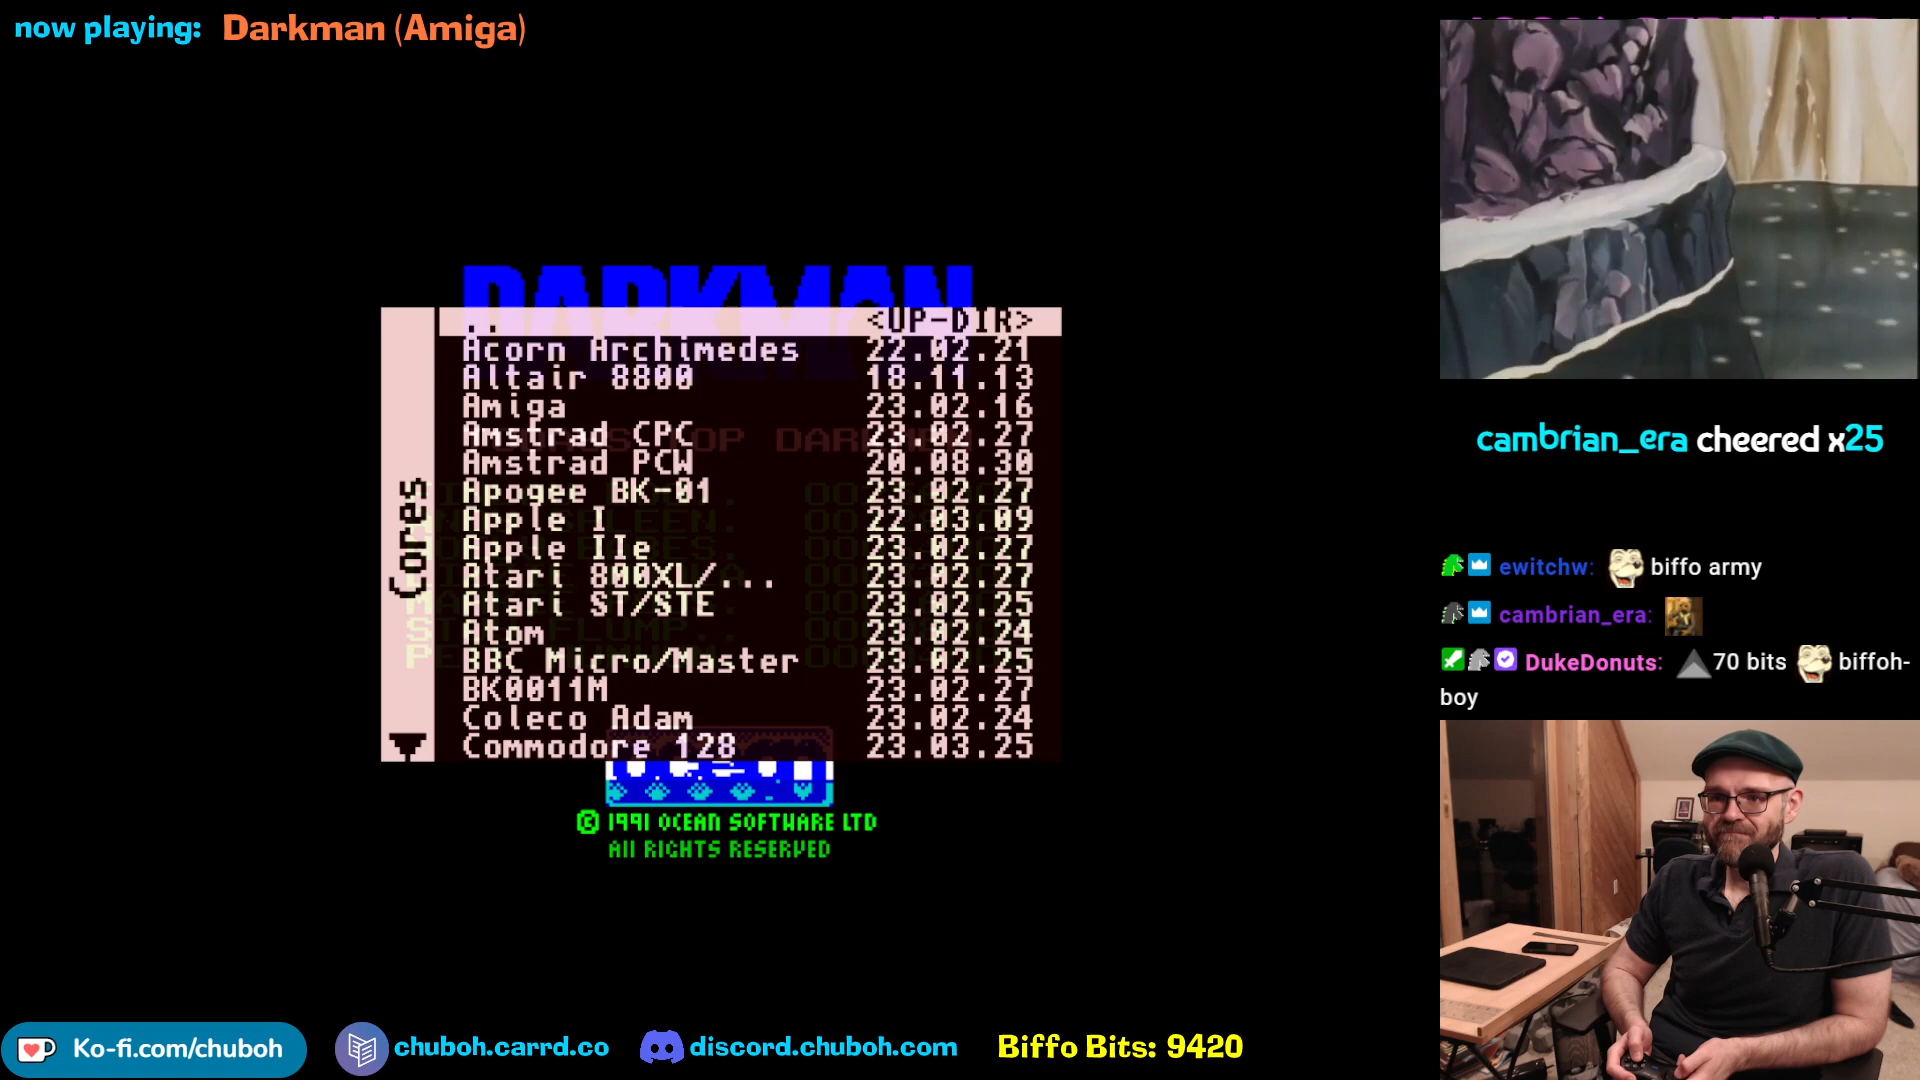 now playing: Darkman (Amiga)
DARKMAN
.. <UP-DIR>
Acorn Archimedes 22.02.21
Altair 8800 18.11.13
Amiga 23.02.16
Amstrad CPC 23.02.27
Amstrad PCW 20.08.30
Apogee BK-01 23.02.27
Apple I 22.03.09
Apple IIe 23.02.27
Atari 800XL/... 23.02.27
Atari ST/STE 23.02.25
Atom 23.02.24
BBC Micro/Master 23.02.25
BK0011M 23.02.27
Coleco Adam 23.02.24
Commodore 128 23.03.25
Cores
© 1991 OCEAN SOFTWARE LTD
All RIGHTS RESERVED
cambrian_era cheered x25
ewitchw: biffo army
cambrian_era:
DukeDonuts: 70 bits biffoh-
boy
Ko-fi.com/chuboh
chuboh.carrd.co
discord.chuboh.com
Biffo Bits: 9420